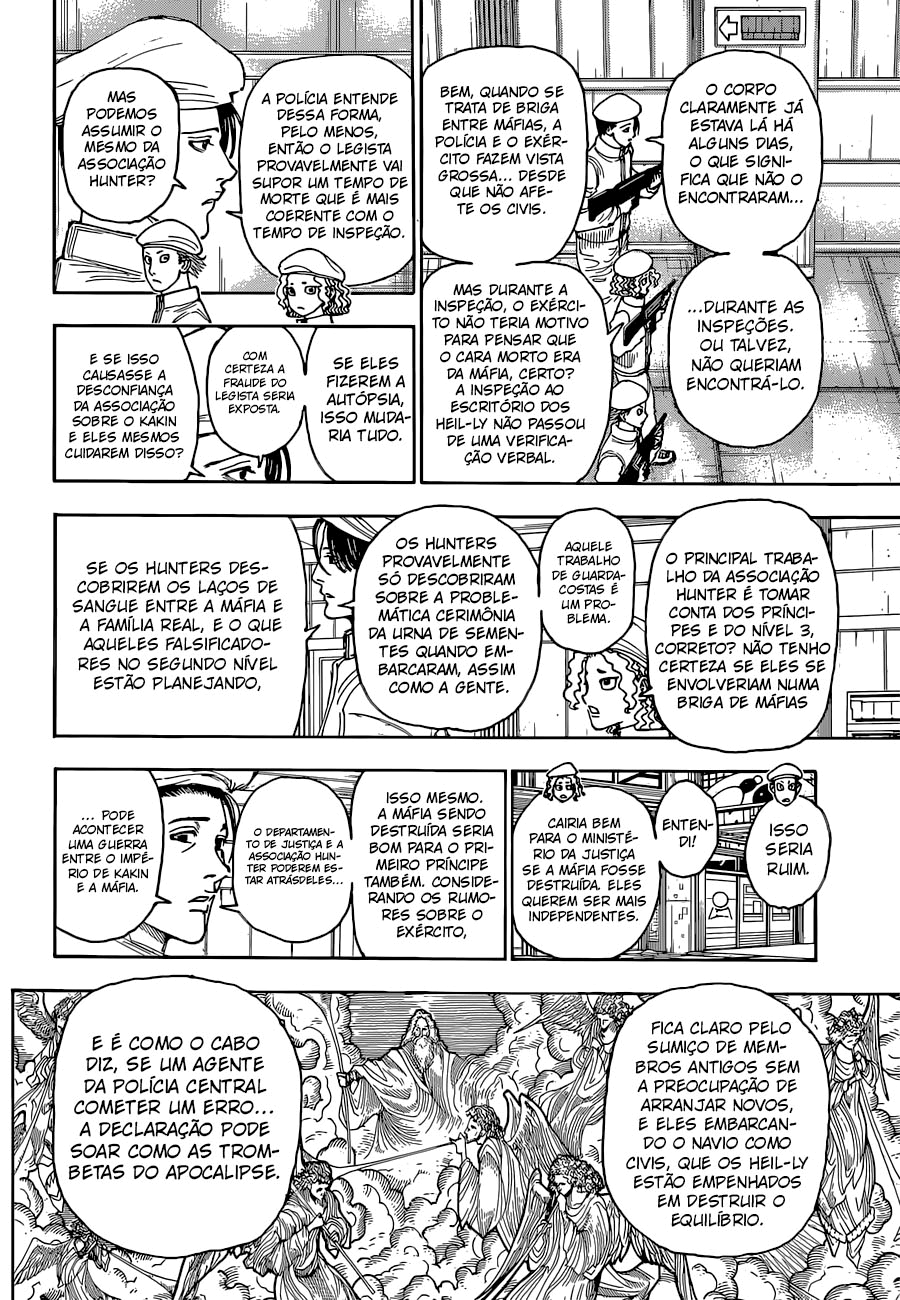 O CORPO
CLARAMENTE JÁ
ESTAVA LÁ HÁ
ALGUNS DIAS,
O QUE SIGNI-
FICA QUE NÃO O
ENCONTRARAM...
...DURANTE AS
INSPEÇÕES.
OU TALVEZ,
NÃO QUERIAM
ENCONTRÁ-LO.
BEM, QUANDO SE
TRATA DE BRIGA
ENTRE MÁFIAS, A
POLÍCIA E O EXÉR-
CITO FAZEM VISTA
GROSSA... DESDE
QUE NÃO AFE-
TE OS CIVIS.
MAS DURANTE A
INSPEÇÃO, O EXÉRCI-
TO NÃO TERIA MOTIVO
PARA PENSAR QUE
O CARA MORTO ERA
DA MÁFIA, CERTO?
A INSPEÇÃO AO
ESCRITÓRIO DOS
HEIL-LY NÃO PASSOU
DE UMA VERIFICA-
ÇÃO VERBAL.
A POLÍCIA ENTENDE
DESSA FORMA,
PELO MENOS,
ENTÃO O LEGISTA
PROVAVELMENTE VAI
SUPOR UM TEMPO DE
MORTE QUE É MAIS
COERENTE COM O
TEMPO DE INSPEÇÃO.
MAS
PODEMOS
ASSUMIR O
MESMO DA
ASSOCIAÇÃO
HUNTER?
SE ELES
FIZEREM A
AUTÓPSIA,
ISSO MUDA-
RIA TUDO.
COM
CERTEZA A
FRAUDE DO
LEGISTA SERIA
EXPOSTA.
E SE ISSO
CAUSASSE A
DESCONFIANÇA
DA ASSOCIAÇÃO
SOBRE O KAKIN
E ELES MESMOS
CUIDAREM DISSO?
O PRINCIPAL TRABA-
LHO DA ASSOCIAÇÃO
HUNTER É TOMAR
CONTA DOS PRÍNCI-
PES E DO NÍVEL 3,
CORRETO? NÃO TENHO
CERTEZA SE ELES SE
ENVOLVERIAM NUMA
BRIGA DE MÁFIAS
AQUELE
TRABALHO
DE GUARDA-
COSTAS É
UM PRO-
BLEMA.
OS HUNTERS
PROVAVELMENTE
SÓ DESCOBRIRAM
SOBRE A PROBLE-
MÁTICA CERIMÔNIA
DA URNA DE SEMEN-
TES QUANDO EM-
BARCARAM, ASSIM
COMO A GENTE.
SE OS HUNTERS DES-
COBRIREM OS LAÇOS DE
SANGUE ENTRE A MÁFIA E
A FAMÍLIA REAL, E O QUE
AQUELES FALSIFICADO-
RES NO SEGUNDO NÍVEL
ESTÃO PLANEJANDO,
ISSO
SERIA
RUIM.
ENTEN-
DI!
CAIRIA BEM
PARA O MINISTÉ-
RIO DA JUSTIÇA
SE A MÁFIA FOSSE
DESTRUÍDA. ELES
QUEREM SER MAIS
INDEPENDENTES.
ISSO MESMO.
A MÁFIA SENDO
DESTRUÍDA SERIA
BOM PARA O PRI-
MEIRO PRÍNCIPE
TAMBÉM. CONSIDE-
RANDO OS RUMO-
RES SOBRE O
EXÉRCITO,
O DEPARTAMEN-
TO DE JUSTIÇA E A
ASSOCIAÇÃO HUN-
TER PODEREM ES-
TAR ATRÁSDELES...
... PODE
ACONTECER
UMA GUERRA
ENTRE O IMPÉ-
RIO DE KAKIN
E A MÁFIA.
FICA CLARO PELO
SUMIÇO DE MEM-
BROS ANTIGOS SEM
A PREOCUPAÇÃO DE
ARRANJAR NOVOS,
E ELES EMBARCAN-
DO O NAVIO COMO
CIVIS, QUE OS HEIL-LY
ESTÃO EMPENHADOS
EM DESTRUIR O
EQUILÍBRIO.
E É COMO O CABO
DIZ, SE UM AGENTE
DA POLÍCIA CENTRAL
COMETER UM ERRO...
A DECLARAÇÃO PODE
SOAR COMO AS TROM-
BETAS DO APOCALIPSE.